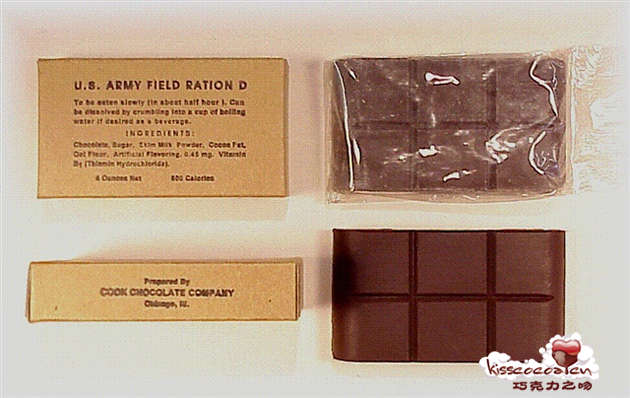 U.S. ARMY FIELD RATION D
To be eaten slowly (in about half hour). Can
be dissolved by crumbling into a cup of boiling
water if desired as a beverage.
INGREDIENTS:
Chocolate, Sugar, Skim Milk Powder, Cocoa Fat,
Oat Flour, Artificial Flavoring, 0.45 mg. Vitamin
B₁ (Thiamin Hydrochloride).
4 Ounces Net 600 Calories
Prepared By
COOK CHOCOLATE COMPANY
Chicago, Ill.
kisscocoa.cn
巧克力之吻